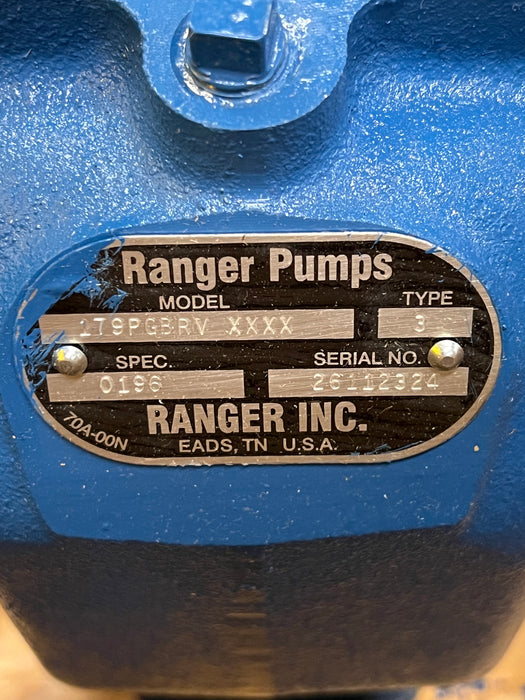 Ranger Pumps
MODEL TYPE
179PGBRV XXXX 3
SPEC. SERIAL NO.
0196 26112324
70A-00N
RANGER INC.
EADS, TN U.S.A.